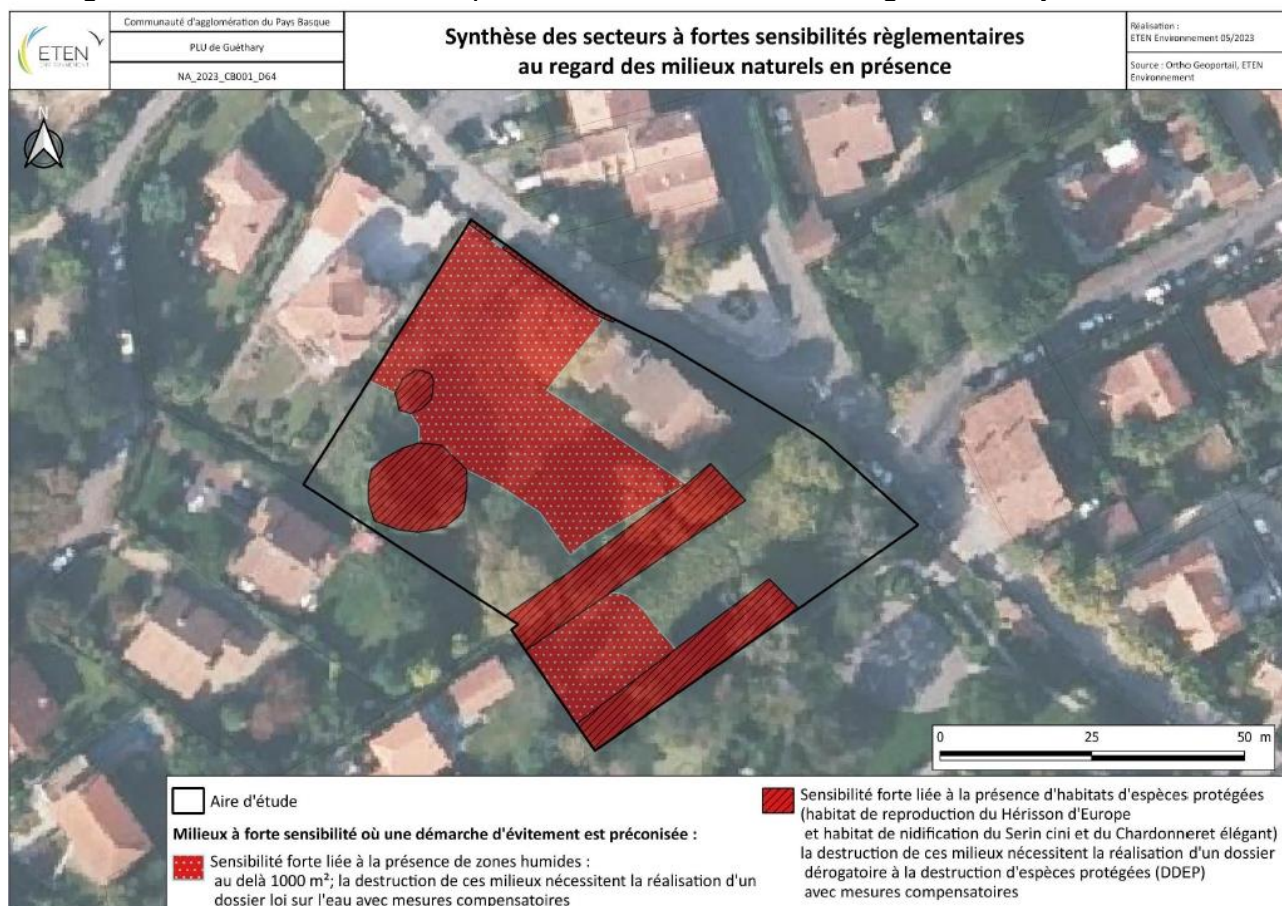 ETEN
ENVIRONNEMENT
Communauté d'agglomération du Pays Basque
PLU de Guéthary
NA_2023_CB001_D64
Synthèse des secteurs à fortes sensibilités règlementaires
au regard des milieux naturels en présence
Réalisation :
ETEN Environnement 05/2023
Source : Ortho Geoportail, ETEN
Environnement
N
0 25 50 m
Aire d'étude
Milieux à forte sensibilité où une démarche d'évitement est préconisée :
Sensibilité forte liée à la présence de zones humides :
au delà 1000 m²; la destruction de ces milieux nécessitent la réalisation d'un
dossier loi sur l'eau avec mesures compensatoires
Sensibilité forte liée à la présence d'habitats d'espèces protégées
(habitat de reproduction du Hérisson d'Europe
et habitat de nidification du Serin cini et du Chardonneret élégant)
la destruction de ces milieux nécessitent la réalisation d'un dossier
dérogatoire à la destruction d'espèces protégées (DDEP)
avec mesures compensatoires